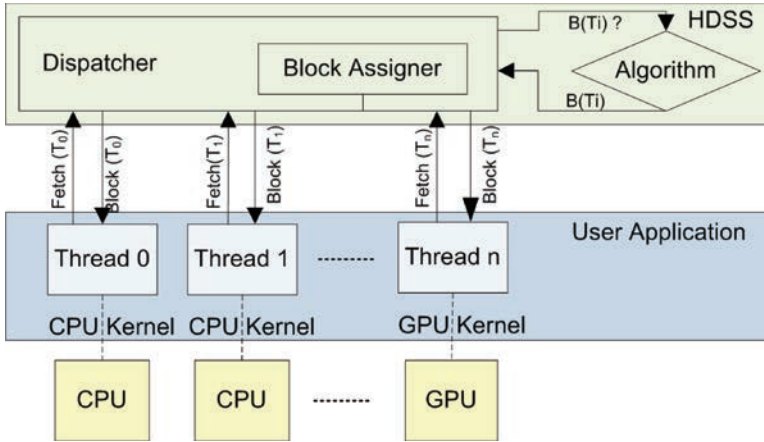 B(Ti) ?
HDSS
Dispatcher
Block Assigner
Algorithm
B(Ti)
Fetch (T0)
Block (T0)
Fetch(T1)
Block (T1)
Fetch (Tn)
Block (Tn)
User Application
Thread 0
Thread 1
Thread n
CPU Kernel
CPU Kernel
GPU Kernel
CPU
CPU
GPU